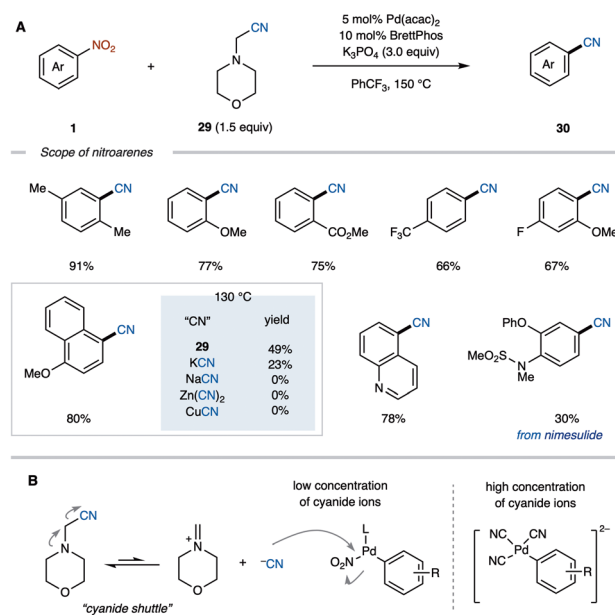 A
NO2
Ar
1
+
CN
N
O
29 (1.5 equiv)
5 mol% Pd(acac)2
10 mol% BrettPhos
K3PO4 (3.0 equiv)
PhCF3, 150 °C
CN
Ar
30
Scope of nitroarenes
Me
CN
Me
91%
CN
OMe
77%
CN
CO2Me
75%
CN
F3C
66%
CN
F
OMe
67%
CN
MeO
80%
130 °C
"CN" yield
29 49%
KCN 23%
NaCN 0%
Zn(CN)2 0%
CuCN 0%
CN
N
78%
PhO
CN
MeO2S
N
Me
30%
from nimesulide
B
CN
N
O
"cyanide shuttle"
N
+
O
+
–CN
low concentration
of cyanide ions
L
O2N
Pd
R
high concentration
of cyanide ions
2–
NC
CN
Pd
NC
R